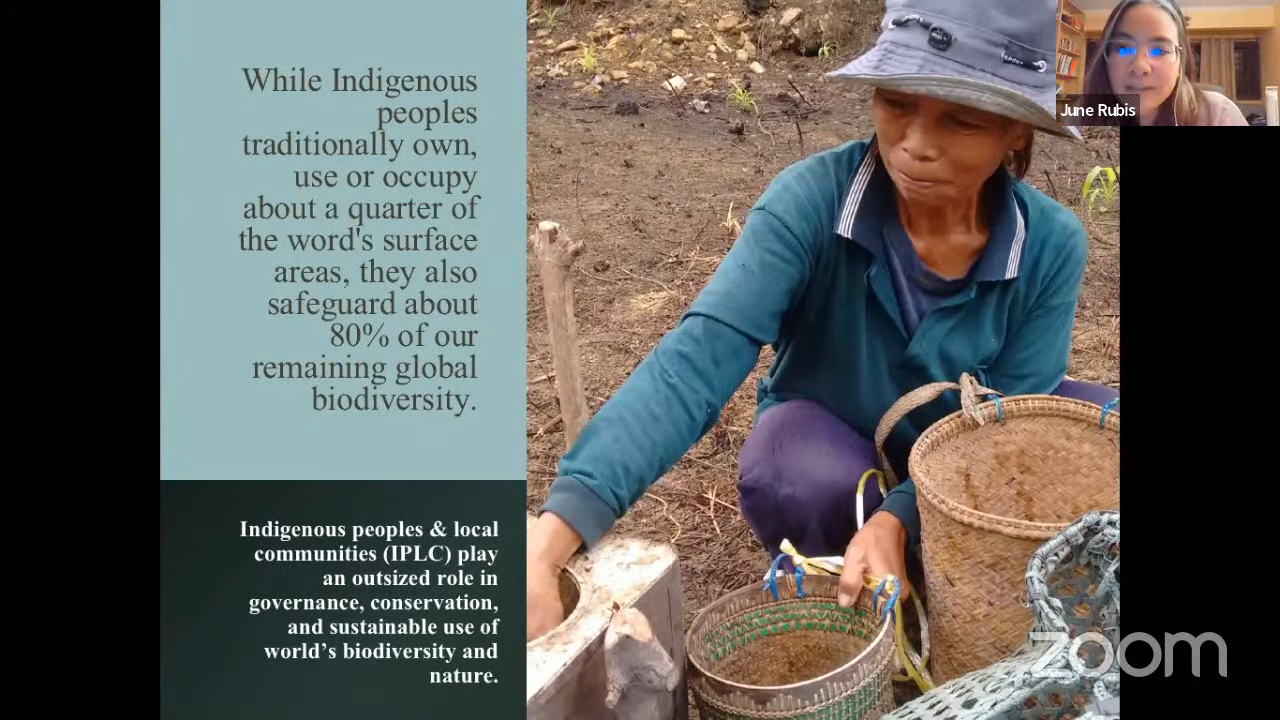 While Indigenous
peoples
traditionally own,
use or occupy
about a quarter of
the word's surface
areas, they also
safeguard about
80% of our
remaining global
biodiversity.
Indigenous peoples & local
communities (IPLC) play
an outsized role in
governance, conservation,
and sustainable use of
world’s biodiversity and
nature.
June Rubis
zoom